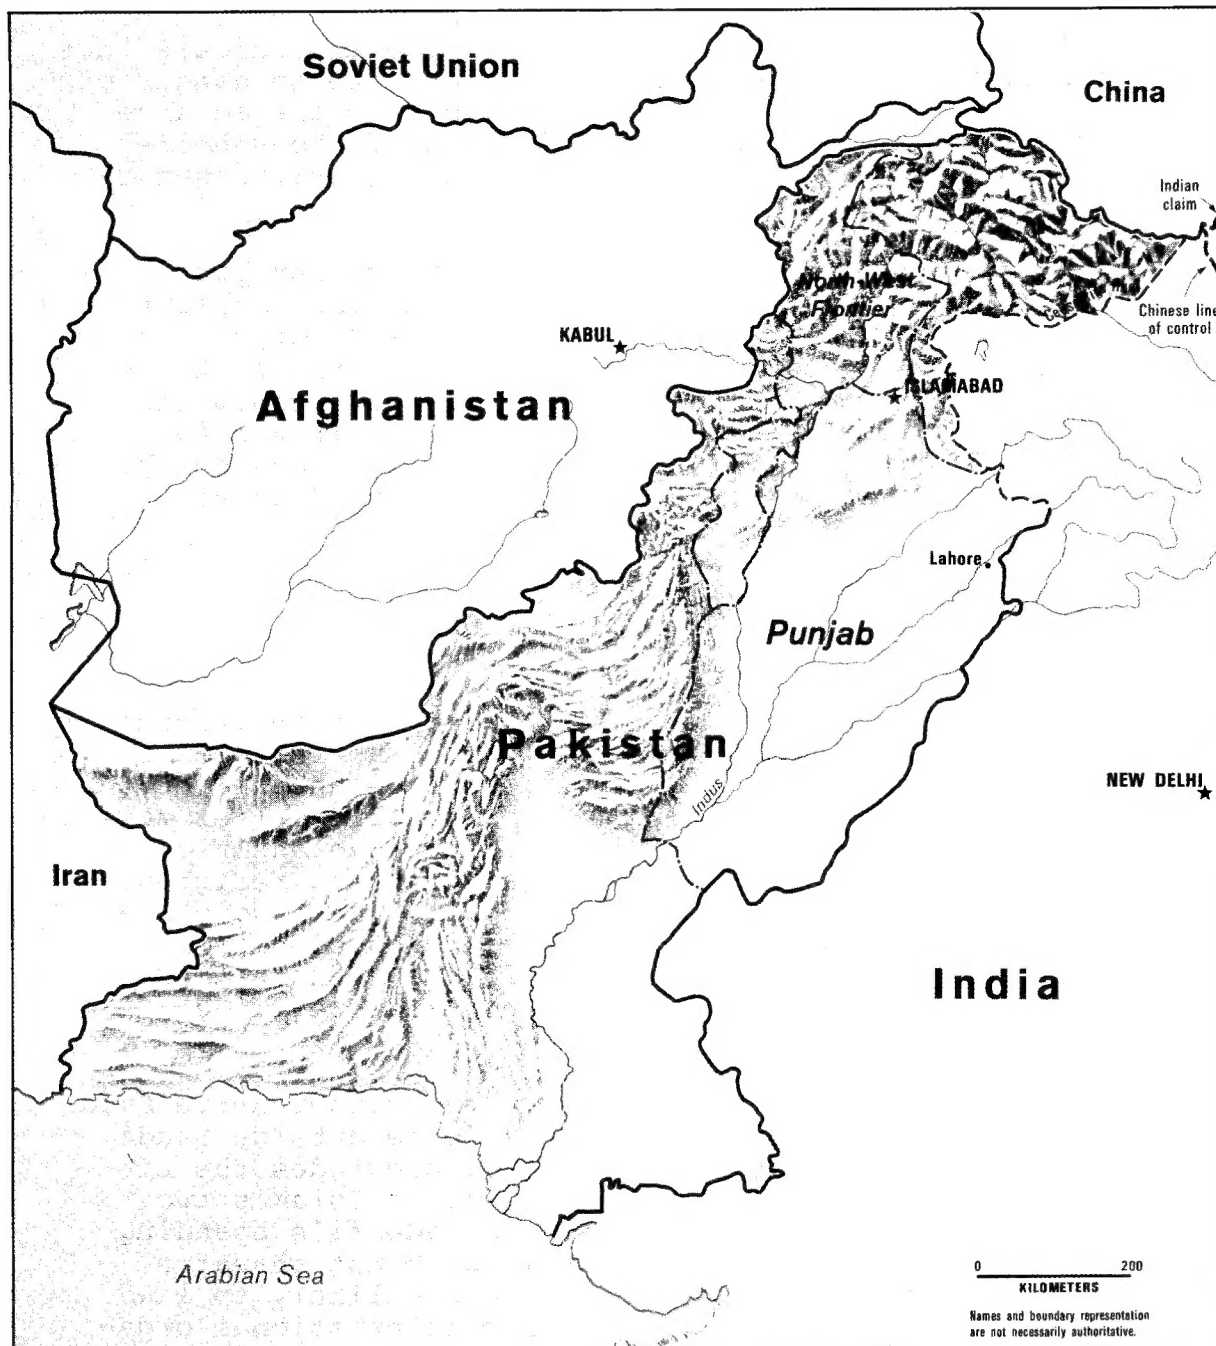 Soviet Union
China
Indian
claim
North-West
Frontier
Chinese line
of control
KABUL
ISLAMABAD
Afghanistan
Lahore
Punjab
Pakistan
Indus
NEW DELHI
Iran
India
Arabian Sea
0 200
KILOMETERS
Names and boundary representation
are not necessarily authoritative.